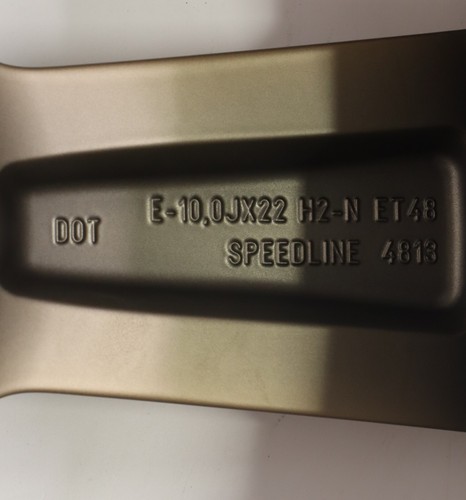 DOT
E-10,0JX22 H2-N ET48
SPEEDLINE 4813